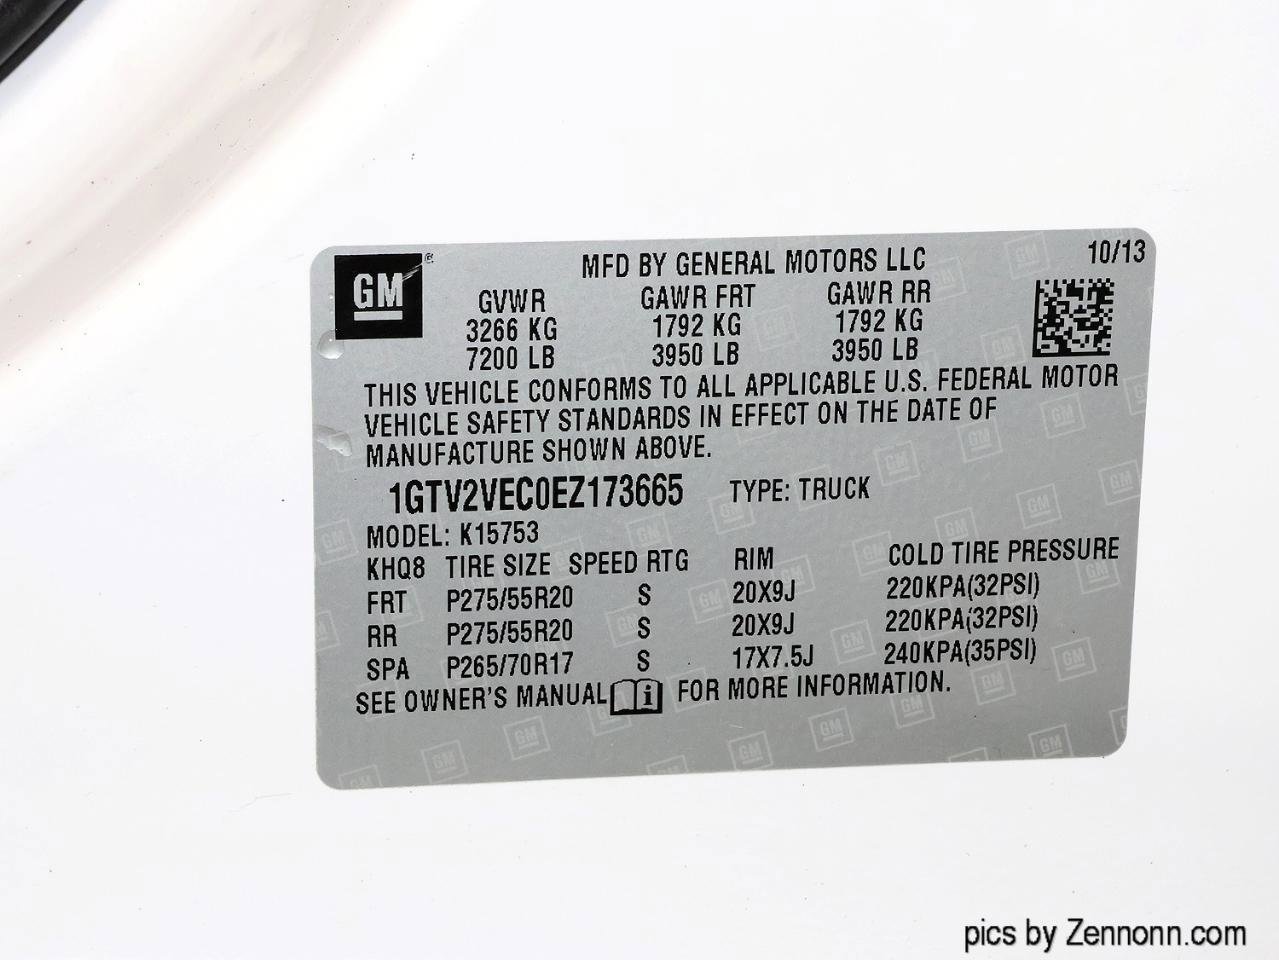 GM
MFD BY GENERAL MOTORS LLC 10/13
GVWR GAWR FRT GAWR RR
3266 KG 1792 KG 1792 KG
7200 LB 3950 LB 3950 LB
THIS VEHICLE CONFORMS TO ALL APPLICABLE U.S. FEDERAL MOTOR
VEHICLE SAFETY STANDARDS IN EFFECT ON THE DATE OF
MANUFACTURE SHOWN ABOVE.
1GTV2VEC0EZ173665 TYPE: TRUCK
MODEL: K15753
KHQ8 TIRE SIZE SPEED RTG RIM COLD TIRE PRESSURE
FRT P275/55R20 S 20X9J 220KPA(32PSI)
RR P275/55R20 S 20X9J 220KPA(32PSI)
SPA P265/70R17 S 17X7.5J 240KPA(35PSI)
SEE OWNER'S MANUAL i FOR MORE INFORMATION.
pics by Zennonn.com